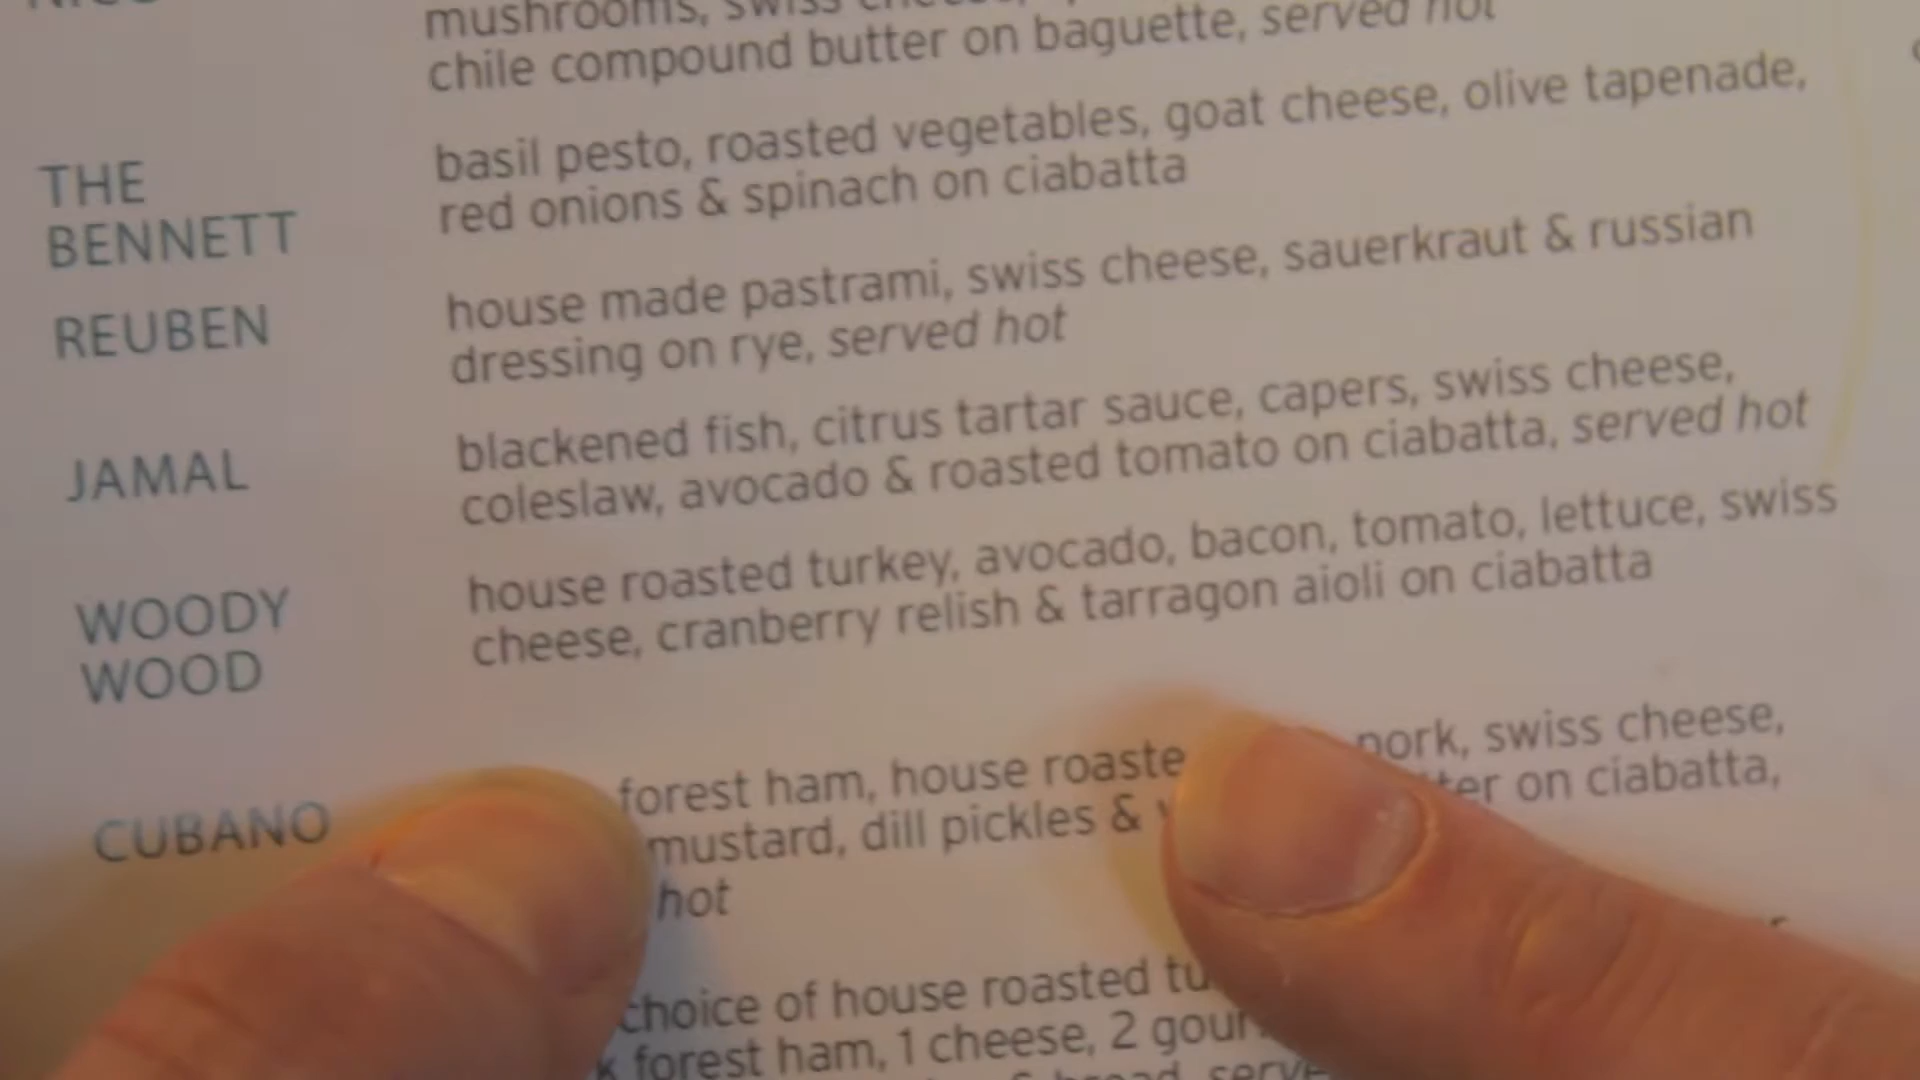 mushrooms, swiss
chile compound butter on baguette, served hot
THE
BENNETT
basil pesto, roasted vegetables, goat cheese, olive tapenade,
red onions & spinach on ciabatta
REUBEN
house made pastrami, swiss cheese, sauerkraut & russian
dressing on rye, served hot
JAMAL
blackened fish, citrus tartar sauce, capers, swiss cheese,
coleslaw, avocado & roasted tomato on ciabatta, served hot
WOODY
WOOD
house roasted turkey, avocado, bacon, tomato, lettuce, swiss
cheese, cranberry relish & tarragon aioli on ciabatta
CUBANO
forest ham, house roaste pork, swiss cheese,
mustard, dill pickles & on ciabatta,
hot
choice of house roasted
forest ham, 1 cheese, 2